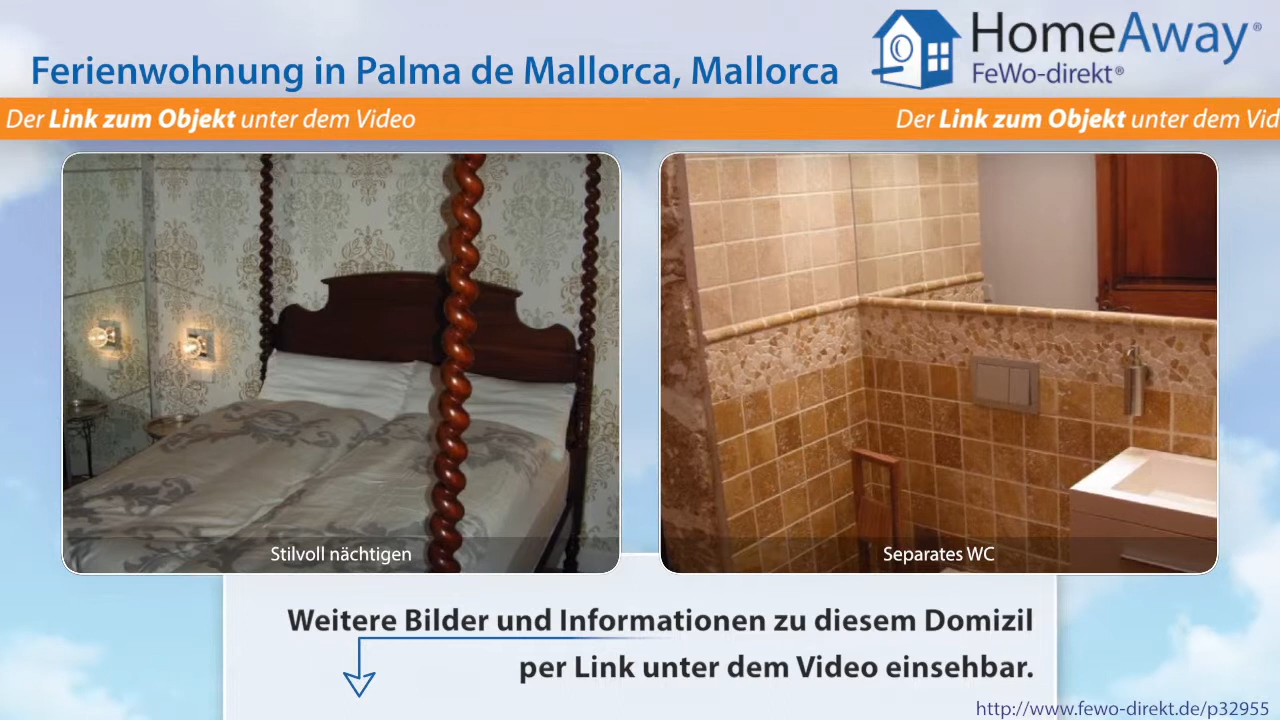 HomeAway®
FeWo-direkt®
Ferienwohnung in Palma de Mallorca, Mallorca
Der Link zum Objekt unter dem Video
Der Link zum Objekt unter dem Vid
Stilvoll nächtigen
Separates WC
Weitere Bilder und Informationen zu diesem Domizil
per Link unter dem Video einsehbar.
http://www.fewo-direkt.de/p32955